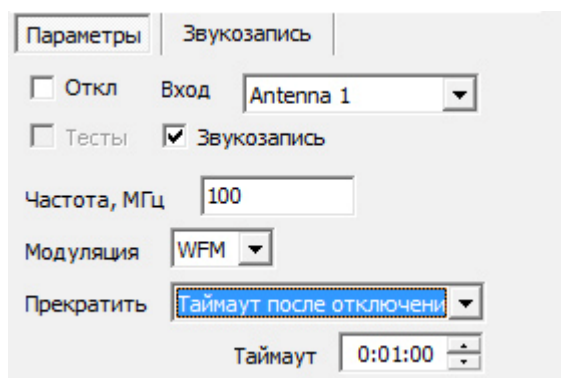 Параметры Звукозапись
Откл Вход Antenna 1
Тесты Звукозапись
Частота, МГц 100
Модуляция WFM
Прекратить Таймаут после отключени
Таймаут 0:01:00